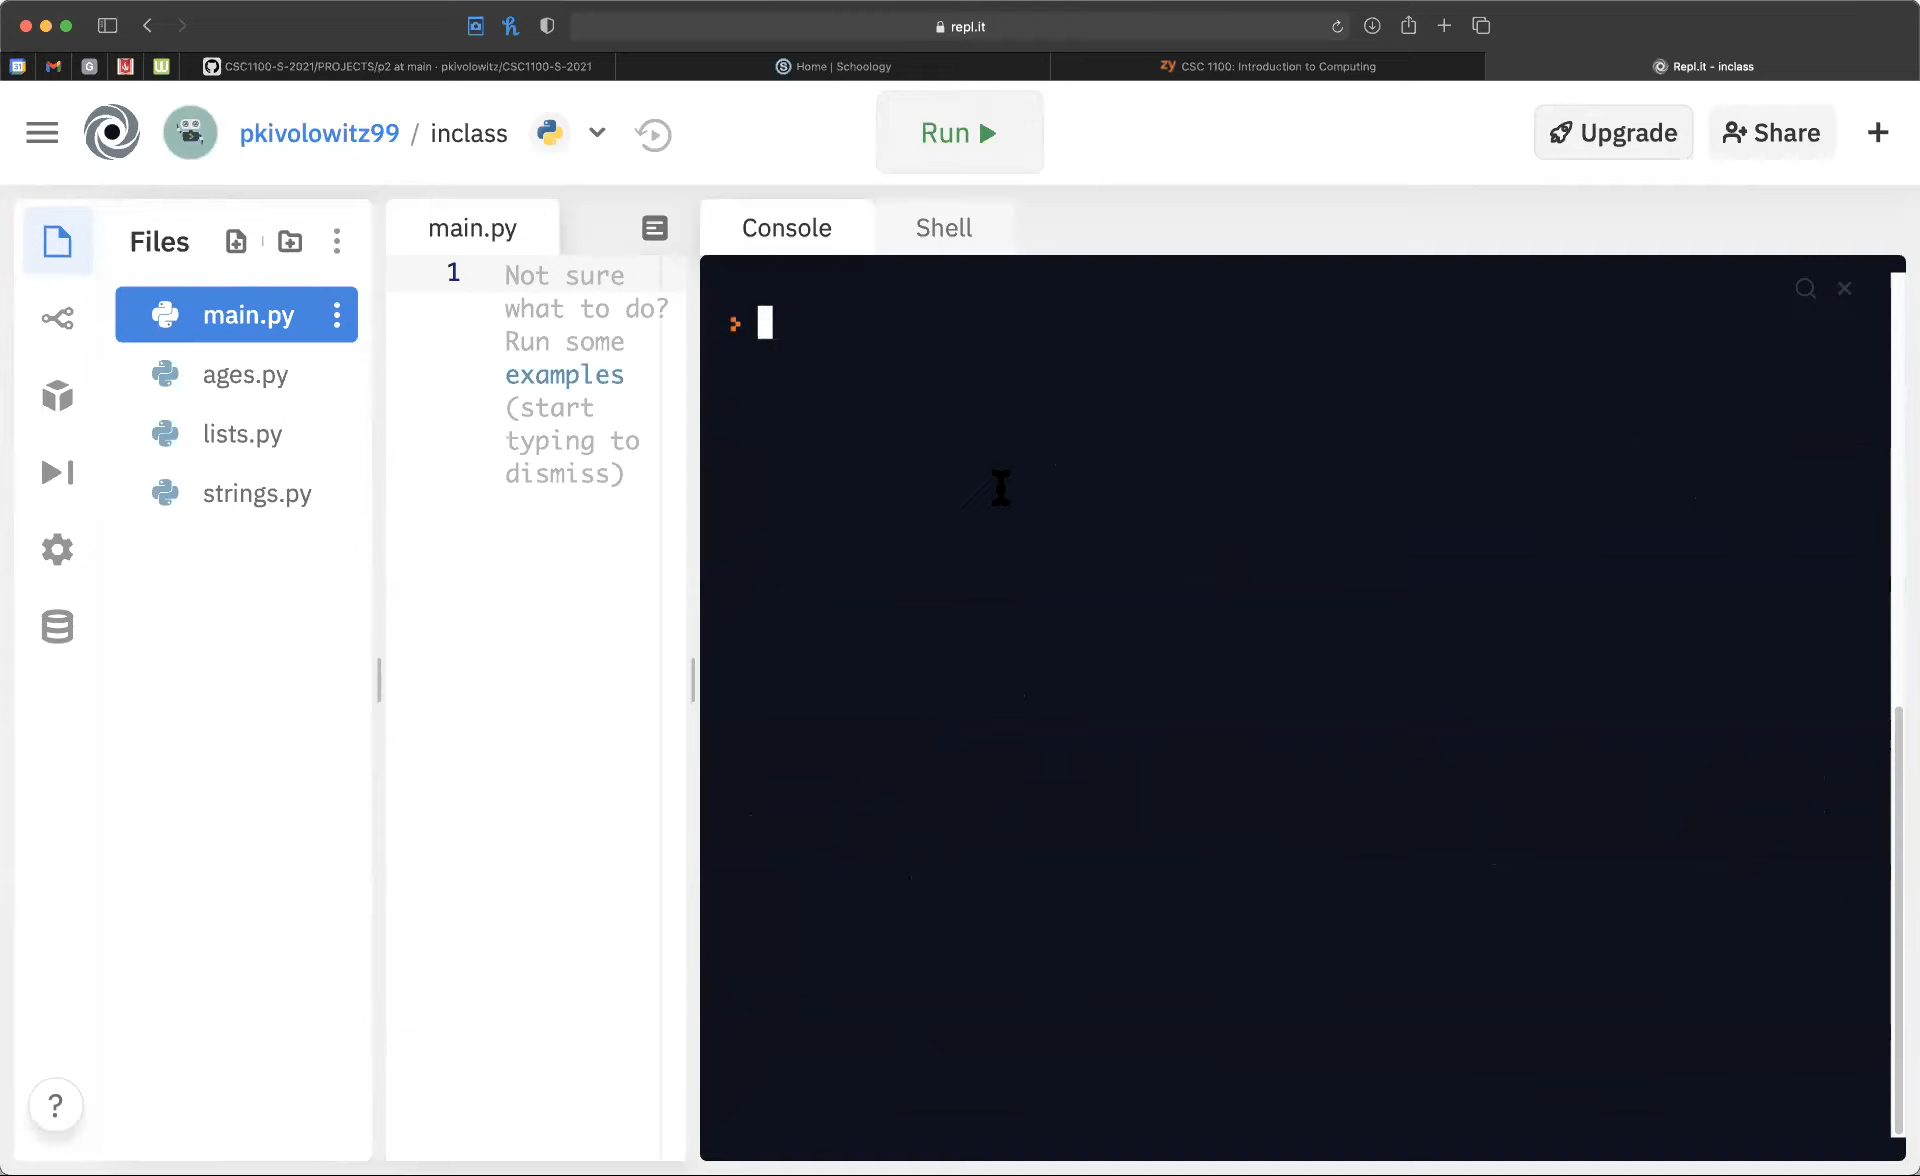 repl.it
31 G W CSC1100-S-2021/PROJECTS/p2 at main · pkivolowitz/CSC1100-S-2021
S Home | Schoology
zy CSC 1100: Introduction to Computing
Repl.it - inclass
pkivolowitz99 / inclass
Run
Upgrade
Share
Files
main.py
ages.py
lists.py
strings.py
main.py
1 Not sure
what to do?
Run some
examples
(start
typing to
dismiss)
Console
Shell
?